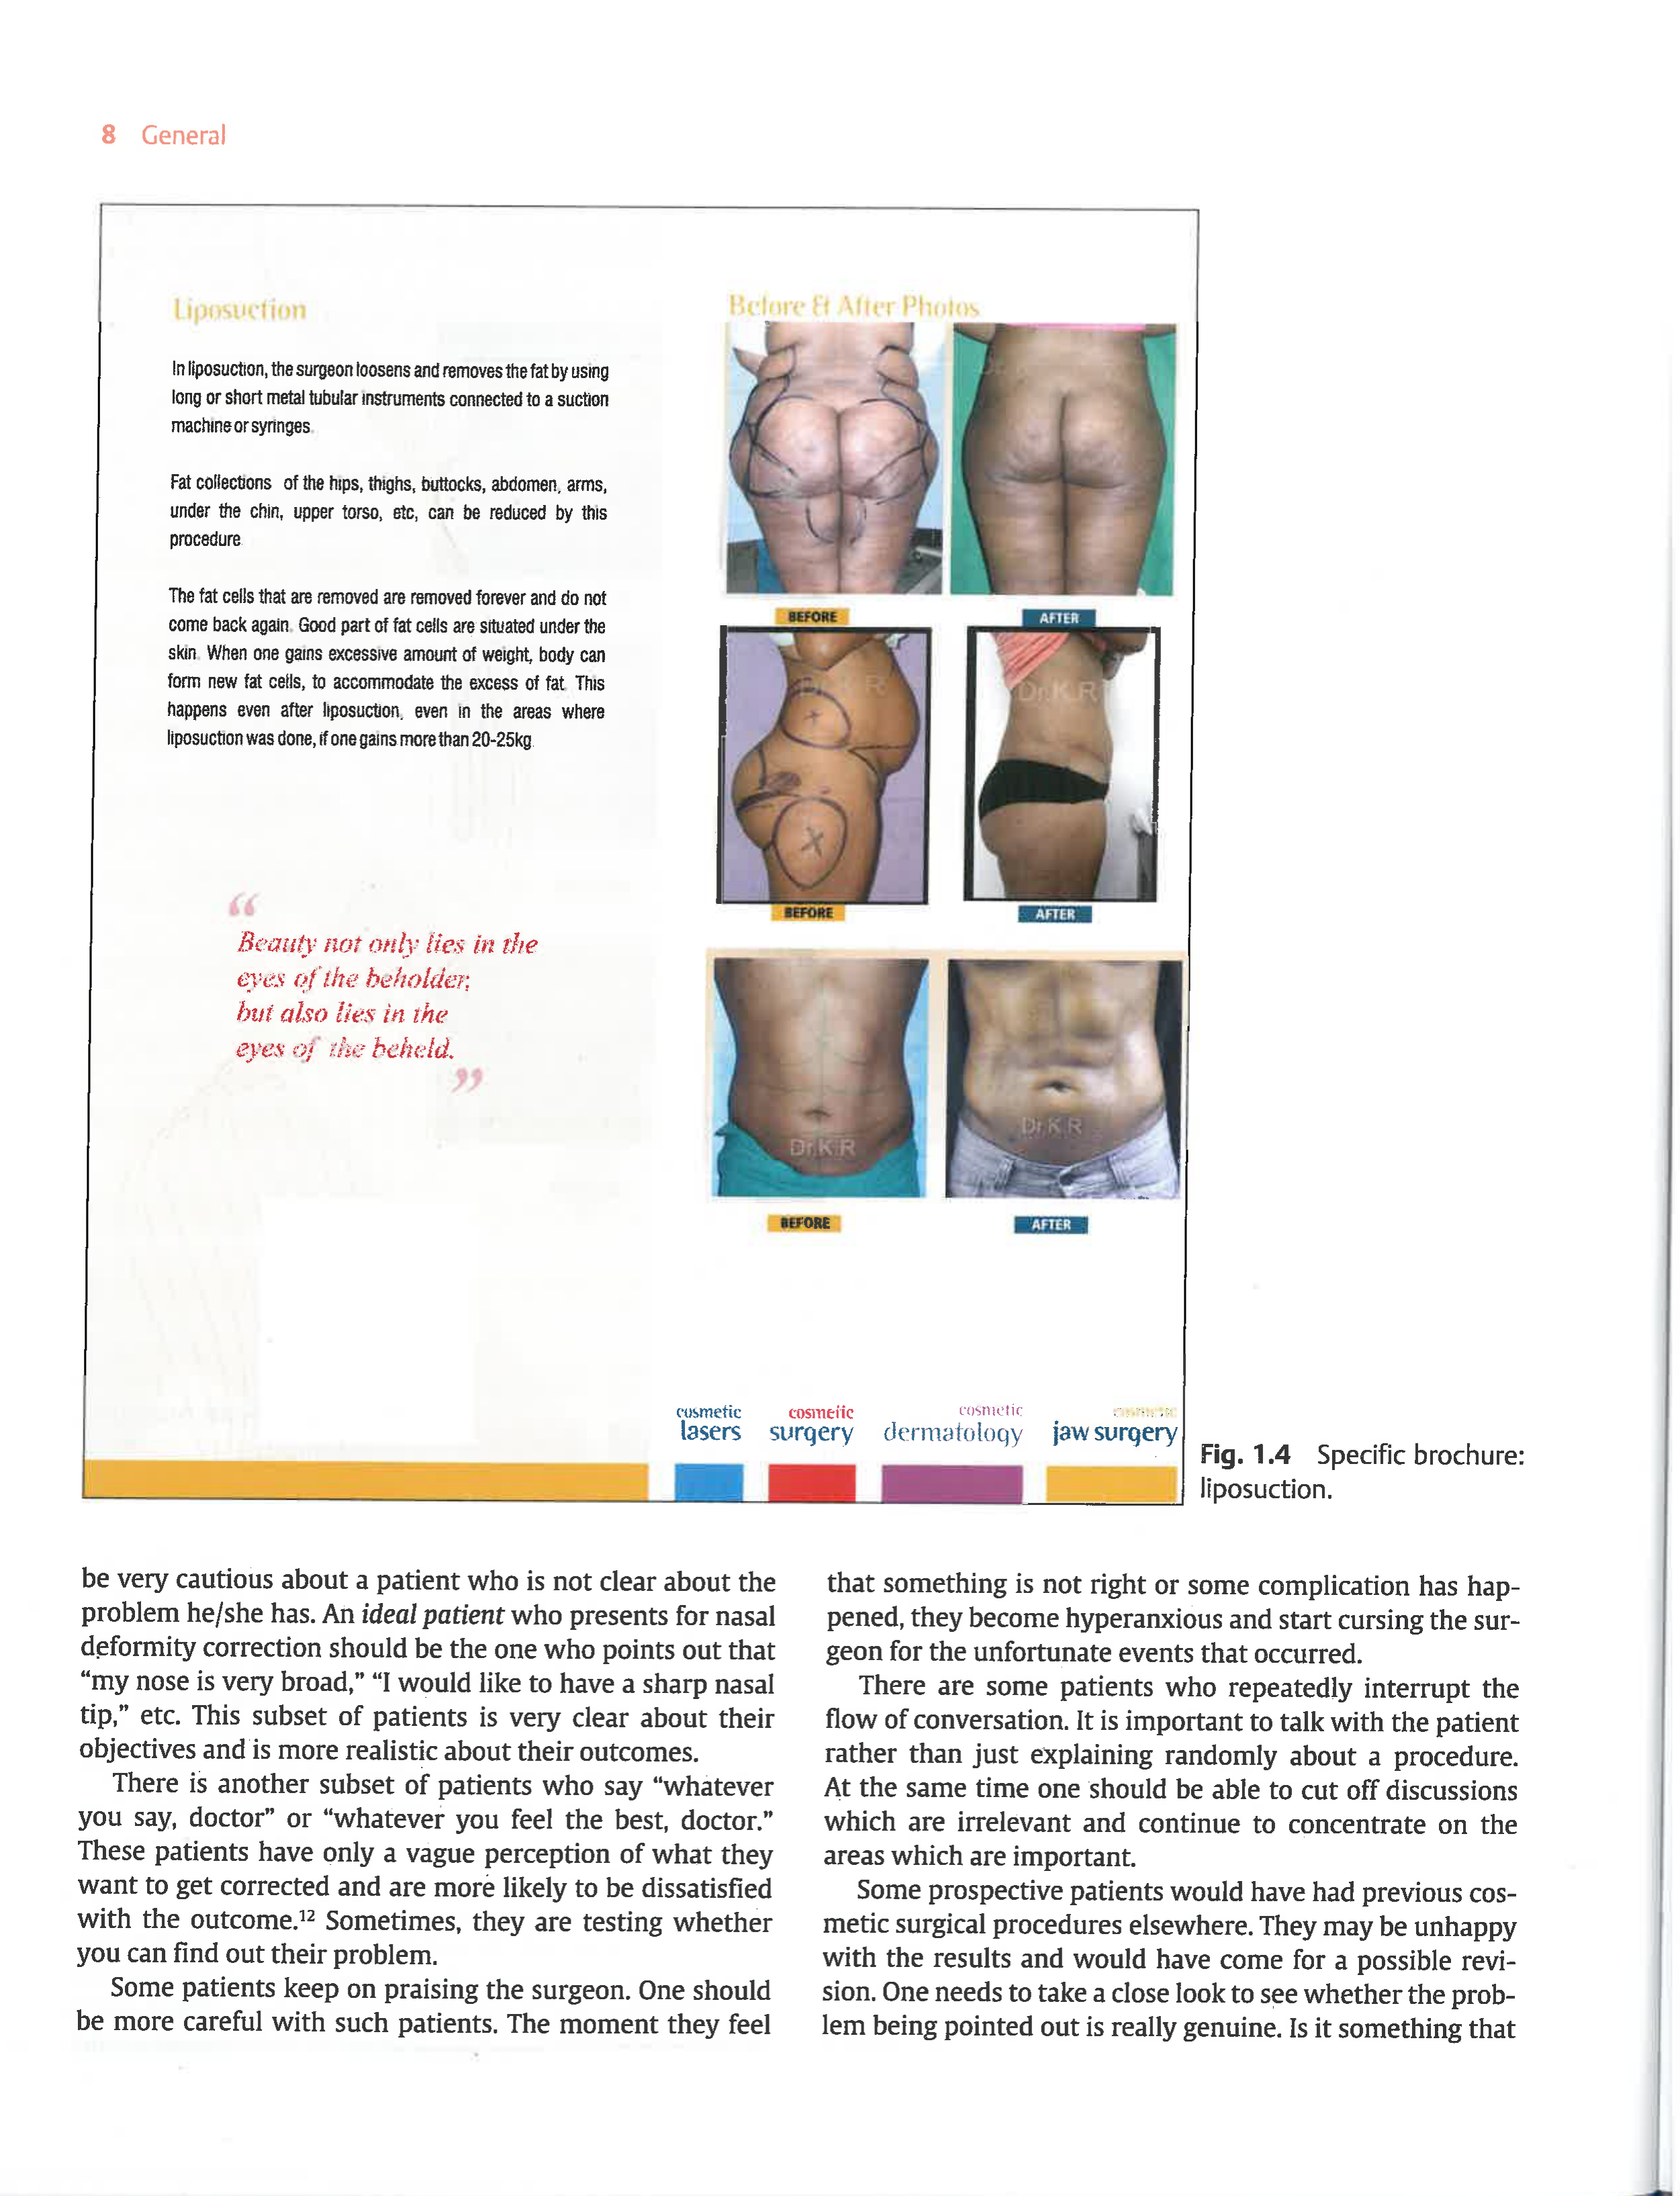 8 General
Liposuction
In liposuction, the surgeon loosens and removes the fat by using
long or short metal tubular instruments connected to a suction
machine or syringes.
Fat collections of the hips, thighs, buttocks, abdomen, arms,
under the chin, upper torso, etc, can be reduced by this
procedure
The fat cells that are removed are removed forever and do not
come back again. Good part of fat cells are situated under the
skin. When one gains excessive amount of weight, body can
form new fat cells, to accommodate the excess of fat. This
happens even after liposuction, even in the areas where
liposuction was done, if one gains more than 20-25kg.
“
Beauty not only lies in the
eyes of the beholder;
but also lies in the
eyes of the beheld.
”
Before & After Photos
BEFORE
AFTER
Dr.K.R
BEFORE
AFTER
Dr.K.R
Dr.K.R
BEFORE
AFTER
cosmetic
lasers
cosmetic
surgery
cosmetic
dermatology
cosmetic
jaw surgery
Fig. 1.4 Specific brochure:
liposuction.
be very cautious about a patient who is not clear about the
problem he/she has. An ideal patient who presents for nasal
deformity correction should be the one who points out that
“my nose is very broad,” “I would like to have a sharp nasal
tip,” etc. This subset of patients is very clear about their
objectives and is more realistic about their outcomes.
There is another subset of patients who say “whatever
you say, doctor” or “whatever you feel the best, doctor.”
These patients have only a vague perception of what they
want to get corrected and are more likely to be dissatisfied
with the outcome.12 Sometimes, they are testing whether
you can find out their problem.
Some patients keep on praising the surgeon. One should
be more careful with such patients. The moment they feel
that something is not right or some complication has hap-
pened, they become hyperanxious and start cursing the sur-
geon for the unfortunate events that occurred.
There are some patients who repeatedly interrupt the
flow of conversation. It is important to talk with the patient
rather than just explaining randomly about a procedure.
At the same time one should be able to cut off discussions
which are irrelevant and continue to concentrate on the
areas which are important.
Some prospective patients would have had previous cos-
metic surgical procedures elsewhere. They may be unhappy
with the results and would have come for a possible revi-
sion. One needs to take a close look to see whether the prob-
lem being pointed out is really genuine. Is it something that